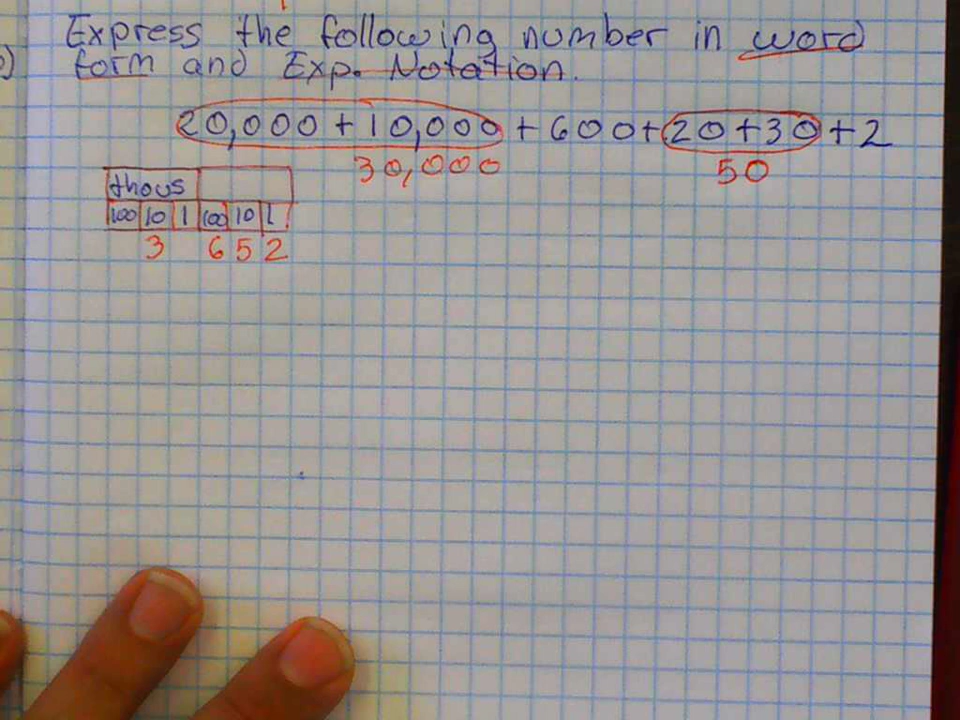 Express the following number in word
form and Exp. Notation.
20,000 + 10,000 + 600 + 20 + 30 + 2
30,000 50
thous
100 10 1 100 10 1
3 6 5 2